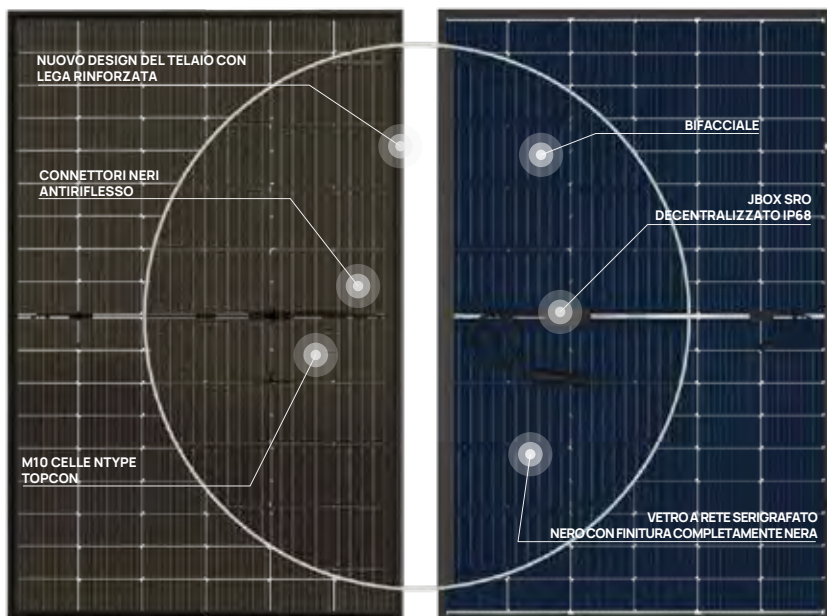 NUOVO DESIGN DEL TELAIO CON
LEGA RINFORZATA
CONNETTORI NERI
ANTIRIFLESSO
M10 CELLE NTYPE
TOPCON
BIFACCIALE
JBOX SRO
DECENTRALIZZATO IP68
VETRO A RETE SERIGRAFATO
NERO CON FINITURA COMPLETAMENTE NERA